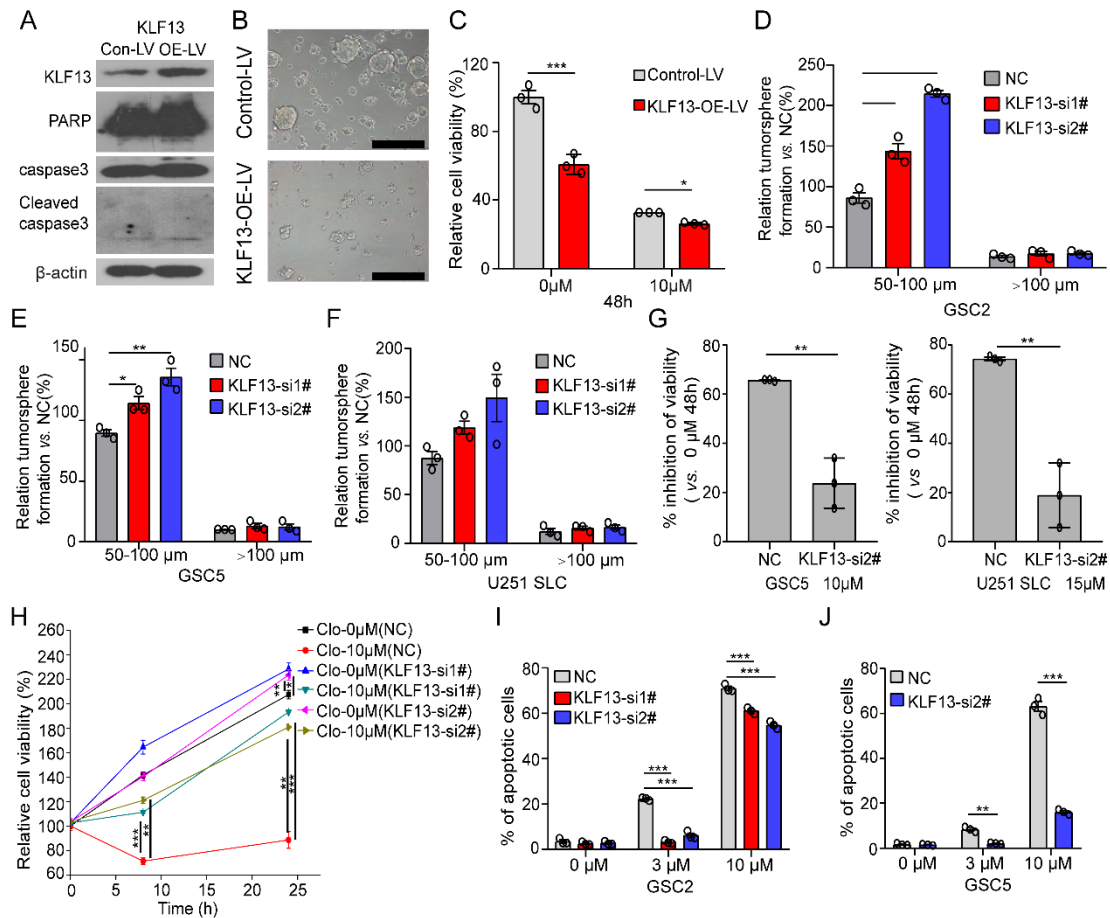 A
KLF13
Con-LV OE-LV
KLF13
PARP
caspase3
Cleaved
caspase3
β-actin
B
Control-LV
KLF13-OE-LV
C
Relative cell viability (%)
120
80
40
0
***
*
Control-LV
KLF13-OE-LV
0μM
10μM
48h
D
Relation tumorsphere
formation vs. NC(%)
250
200
150
100
50
0
NC
KLF13-si1#
KLF13-si2#
50-100 μm
>100 μm
GSC2
E
Relation tumorsphere
formation vs. NC(%)
150
100
50
0
**
*
NC
KLF13-si1#
KLF13-si2#
50-100 μm
>100 μm
GSC5
F
Relation tumorsphere
formation vs. NC(%)
200
150
100
50
0
NC
KLF13-si1#
KLF13-si2#
50-100 μm
>100 μm
U251 SLC
G
% inhibition of viability
( vs. 0 μM 48h)
80
60
40
20
0
**
NC KLF13-si2#
GSC5 10μM
% inhibition of viability
( vs. 0 μM 48h)
80
60
40
20
0
**
NC KLF13-si2#
U251 SLC 15μM
H
Relative cell viability (%)
260
240
220
200
180
160
140
120
100
80
60
0 5 10 15 20 25
Time (h)
Clo-0μM(NC)
Clo-10μM(NC)
Clo-0μM(KLF13-si1#)
Clo-10μM(KLF13-si1#)
Clo-0μM(KLF13-si2#)
Clo-10μM(KLF13-si2#)
**
*
***
**
**
***
I
% of apoptotic cells
80
60
40
20
0
NC
KLF13-si1#
KLF13-si2#
***
***
***
***
0 μM
3 μM
10 μM
GSC2
J
% of apoptotic cells
80
60
40
20
0
NC
KLF13-si2#
**
***
0 μM
3 μM
10 μM
GSC5